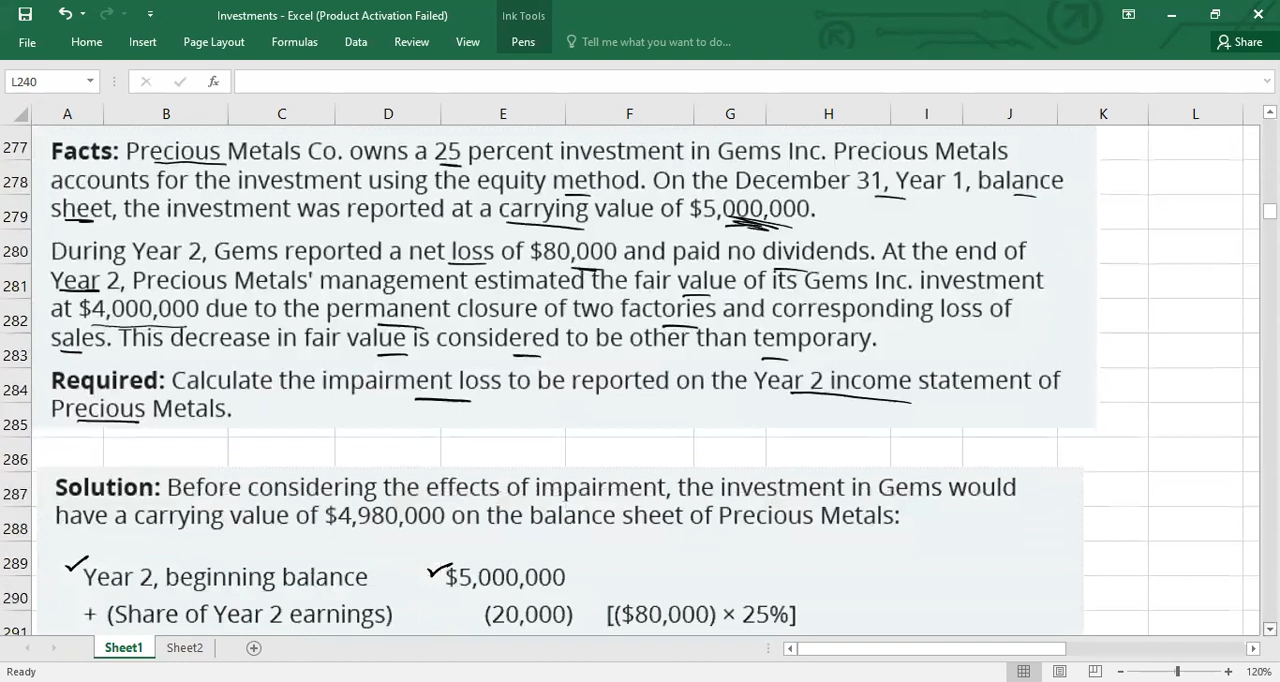 Investments - Excel (Product Activation Failed)
Ink Tools
File Home Insert Page Layout Formulas Data Review View Pens Tell me what you want to do... Share
L240 fx
A B C D E F G H I J K L
277 Facts: Precious Metals Co. owns a 25 percent investment in Gems Inc. Precious Metals
278 accounts for the investment using the equity method. On the December 31, Year 1, balance
279 sheet, the investment was reported at a carrying value of $5,000,000.
280 During Year 2, Gems reported a net loss of $80,000 and paid no dividends. At the end of
281 Year 2, Precious Metals' management estimated the fair value of its Gems Inc. investment
282 at $4,000,000 due to the permanent closure of two factories and corresponding loss of
283 sales. This decrease in fair value is considered to be other than temporary.
284 Required: Calculate the impairment loss to be reported on the Year 2 income statement of
285 Precious Metals.
286
287 Solution: Before considering the effects of impairment, the investment in Gems would
288 have a carrying value of $4,980,000 on the balance sheet of Precious Metals:
289
290 Year 2, beginning balance $5,000,000
291 + (Share of Year 2 earnings) (20,000) [($80,000) × 25%]
Sheet1 Sheet2
Ready 120%